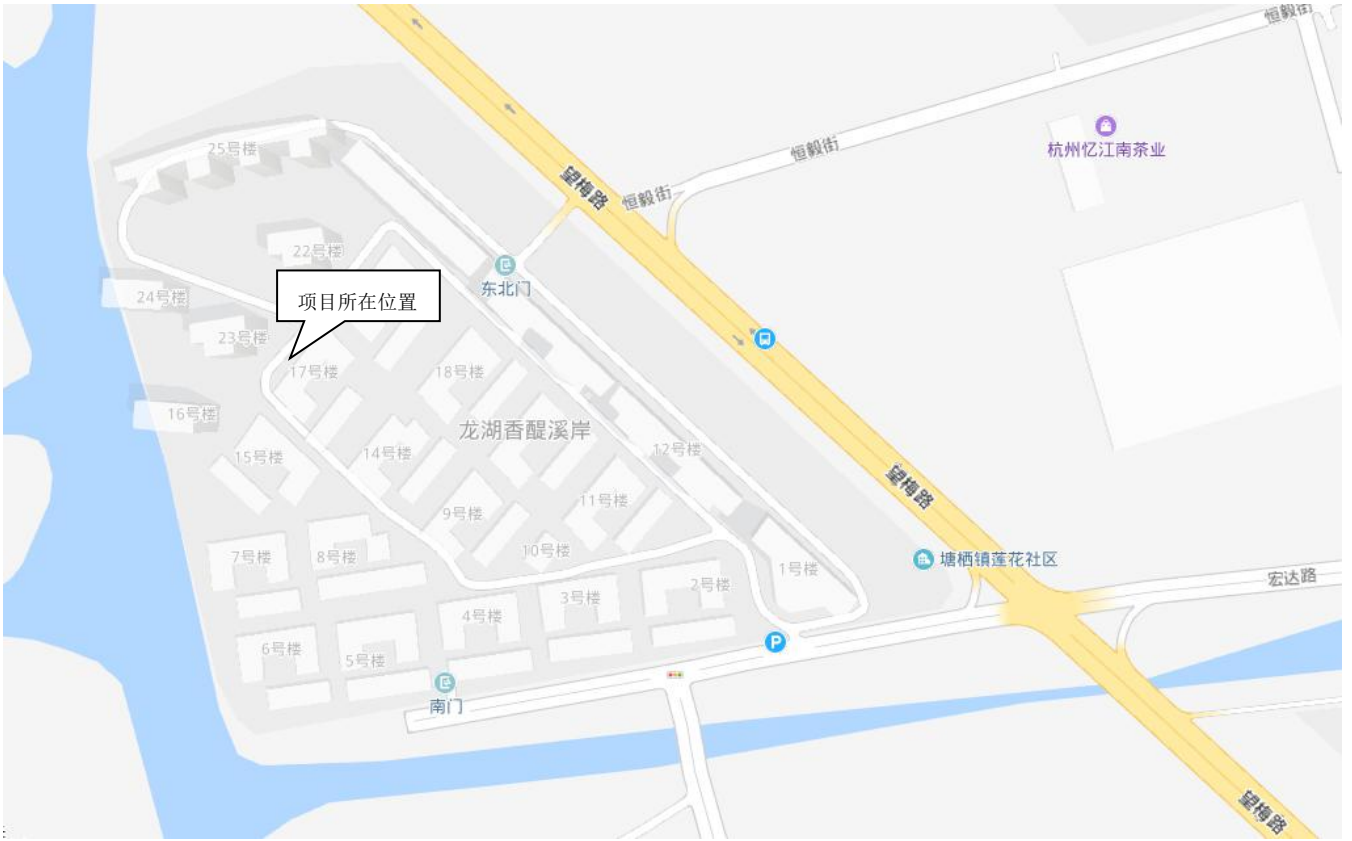 恒毅街
杭州忆江南茶业
恒毅街
25号楼
望梅路
恒毅街
22号楼
东北门
24号楼
项目所在位置
23号楼
17号楼
18号楼
16号楼
龙湖香醍溪岸
12号楼
15号楼
14号楼
望梅路
11号楼
9号楼
10号楼
7号楼
8号楼
塘栖镇莲花社区
1号楼
宏达路
2号楼
3号楼
4号楼
P
6号楼
5号楼
南门
望梅路